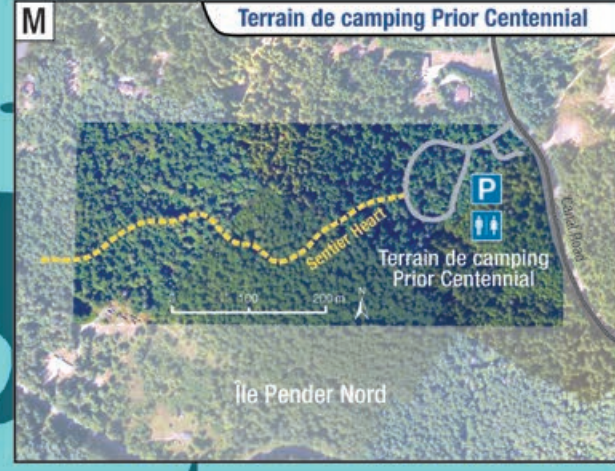 M
Terrain de camping Prior Centennial
P
Canal Road
Sentier Heart
Terrain de camping
Prior Centennial
0 100 200 m
N
Île Pender Nord